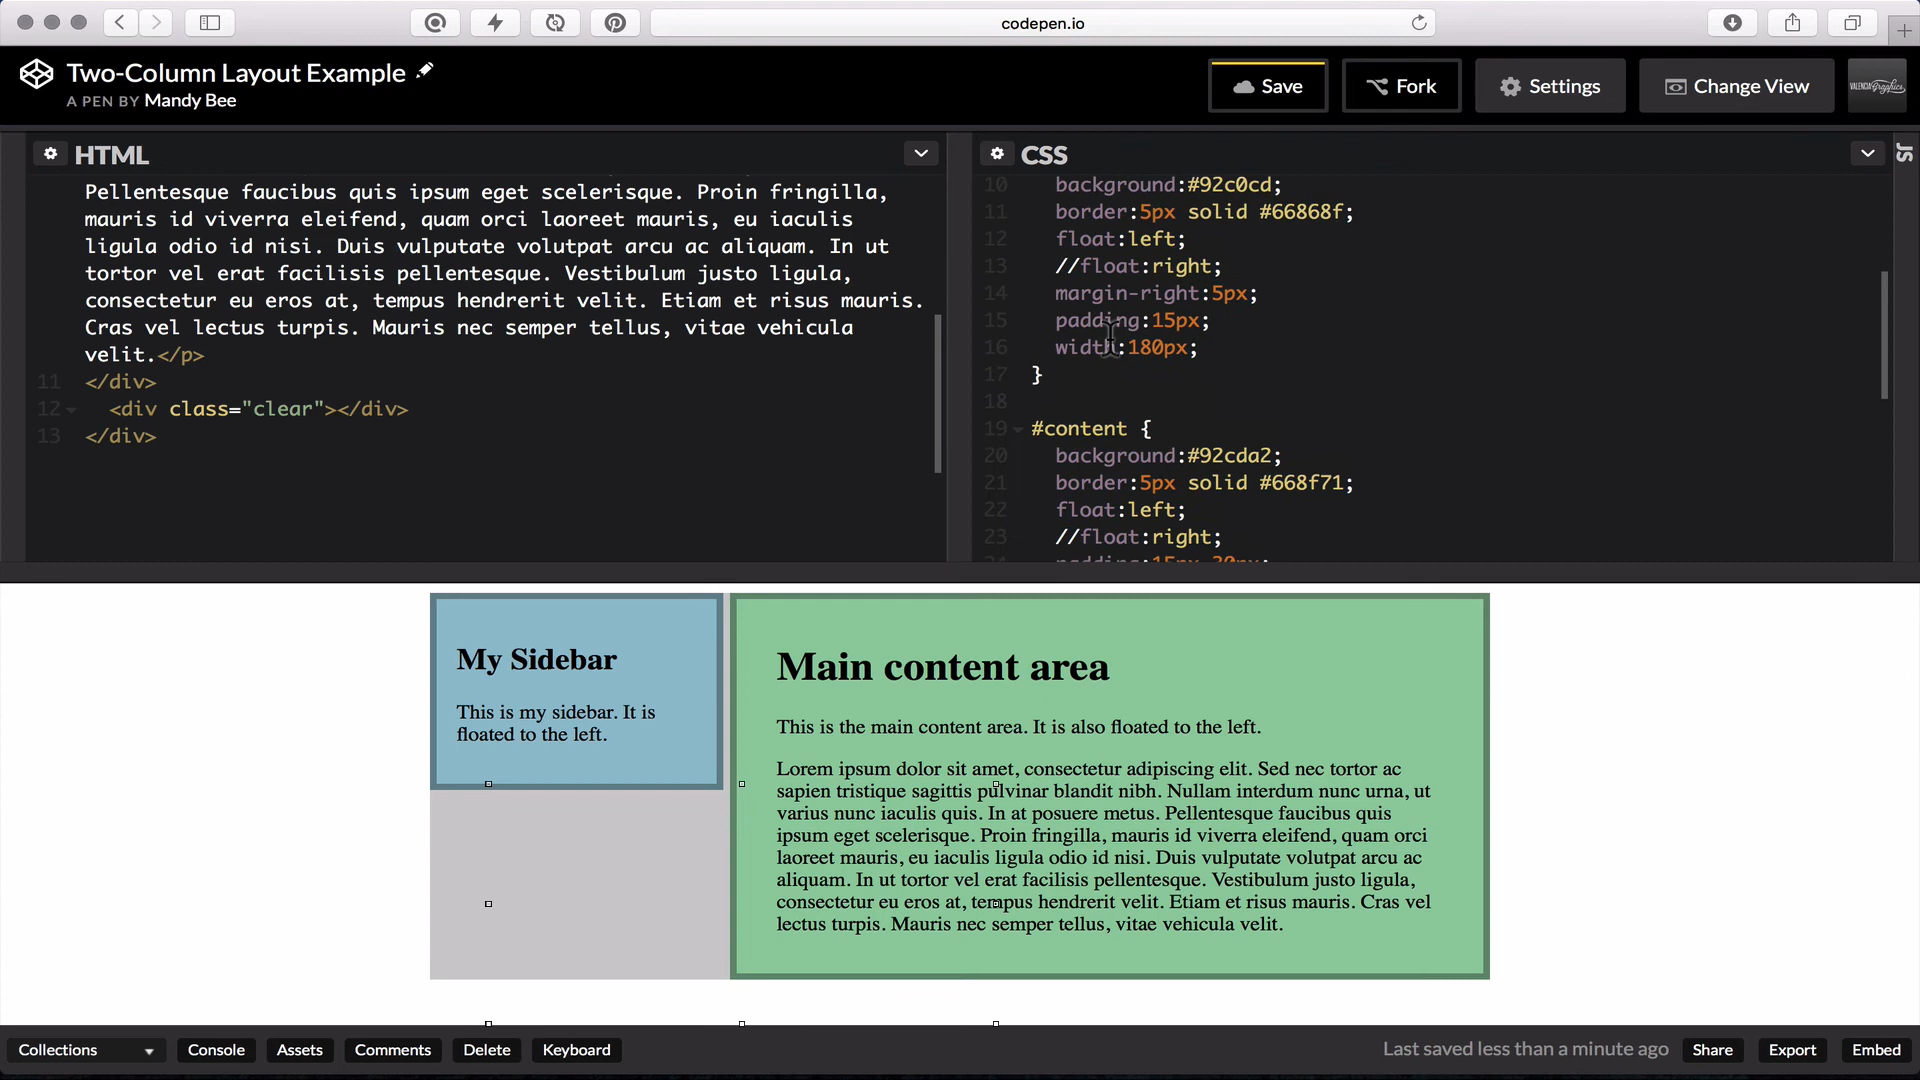 codepen.io
Two-Column Layout Example
A PEN BY Mandy Bee
Save
Fork
Settings
Change View
VALENCIA Graphics
HTML
Pellentesque faucibus quis ipsum eget scelerisque. Proin fringilla,
mauris id viverra eleifend, quam orci laoreet mauris, eu iaculis
ligula odio id nisi. Duis vulputate volutpat arcu ac aliquam. In ut
tortor vel erat facilisis pellentesque. Vestibulum justo ligula,
consectetur eu eros at, tempus hendrerit velit. Etiam et risus mauris.
Cras vel lectus turpis. Mauris nec semper tellus, vitae vehicula
velit.</p>
11 </div>
12 <div class="clear"></div>
13 </div>
CSS
JS
10 background:#92c0cd;
11 border:5px solid #66868f;
12 float:left;
13 //float:right;
14 margin-right:5px;
15 padding:15px;
16 width:180px;
17 }
18
19 #content {
20 background:#92cda2;
21 border:5px solid #668f71;
22 float:left;
23 //float:right;
24 padding:15px 30px;
My Sidebar
This is my sidebar. It is
floated to the left.
Main content area
This is the main content area. It is also floated to the left.
Lorem ipsum dolor sit amet, consectetur adipiscing elit. Sed nec tortor ac
sapien tristique sagittis pulvinar blandit nibh. Nullam interdum nunc urna, ut
varius nunc iaculis quis. In at posuere metus. Pellentesque faucibus quis
ipsum eget scelerisque. Proin fringilla, mauris id viverra eleifend, quam orci
laoreet mauris, eu iaculis ligula odio id nisi. Duis vulputate volutpat arcu ac
aliquam. In ut tortor vel erat facilisis pellentesque. Vestibulum justo ligula,
consectetur eu eros at, tempus hendrerit velit. Etiam et risus mauris. Cras vel
lectus turpis. Mauris nec semper tellus, vitae vehicula velit.
Collections
Console
Assets
Comments
Delete
Keyboard
Last saved less than a minute ago
Share
Export
Embed